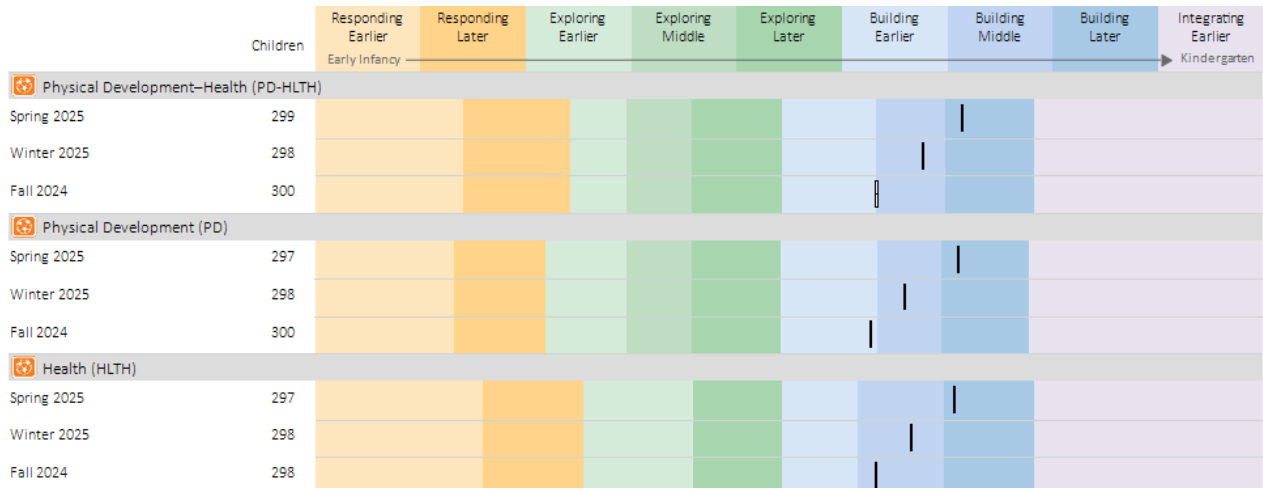 Responding Earlier
Responding Later
Exploring Earlier
Exploring Middle
Exploring Later
Building Earlier
Building Middle
Building Later
Integrating Earlier
Children
Early Infancy
Kindergarten
Physical Development–Health (PD-HLTH)
Spring 2025 299
Winter 2025 298
Fall 2024 300
Physical Development (PD)
Spring 2025 297
Winter 2025 298
Fall 2024 300
Health (HLTH)
Spring 2025 297
Winter 2025 298
Fall 2024 298